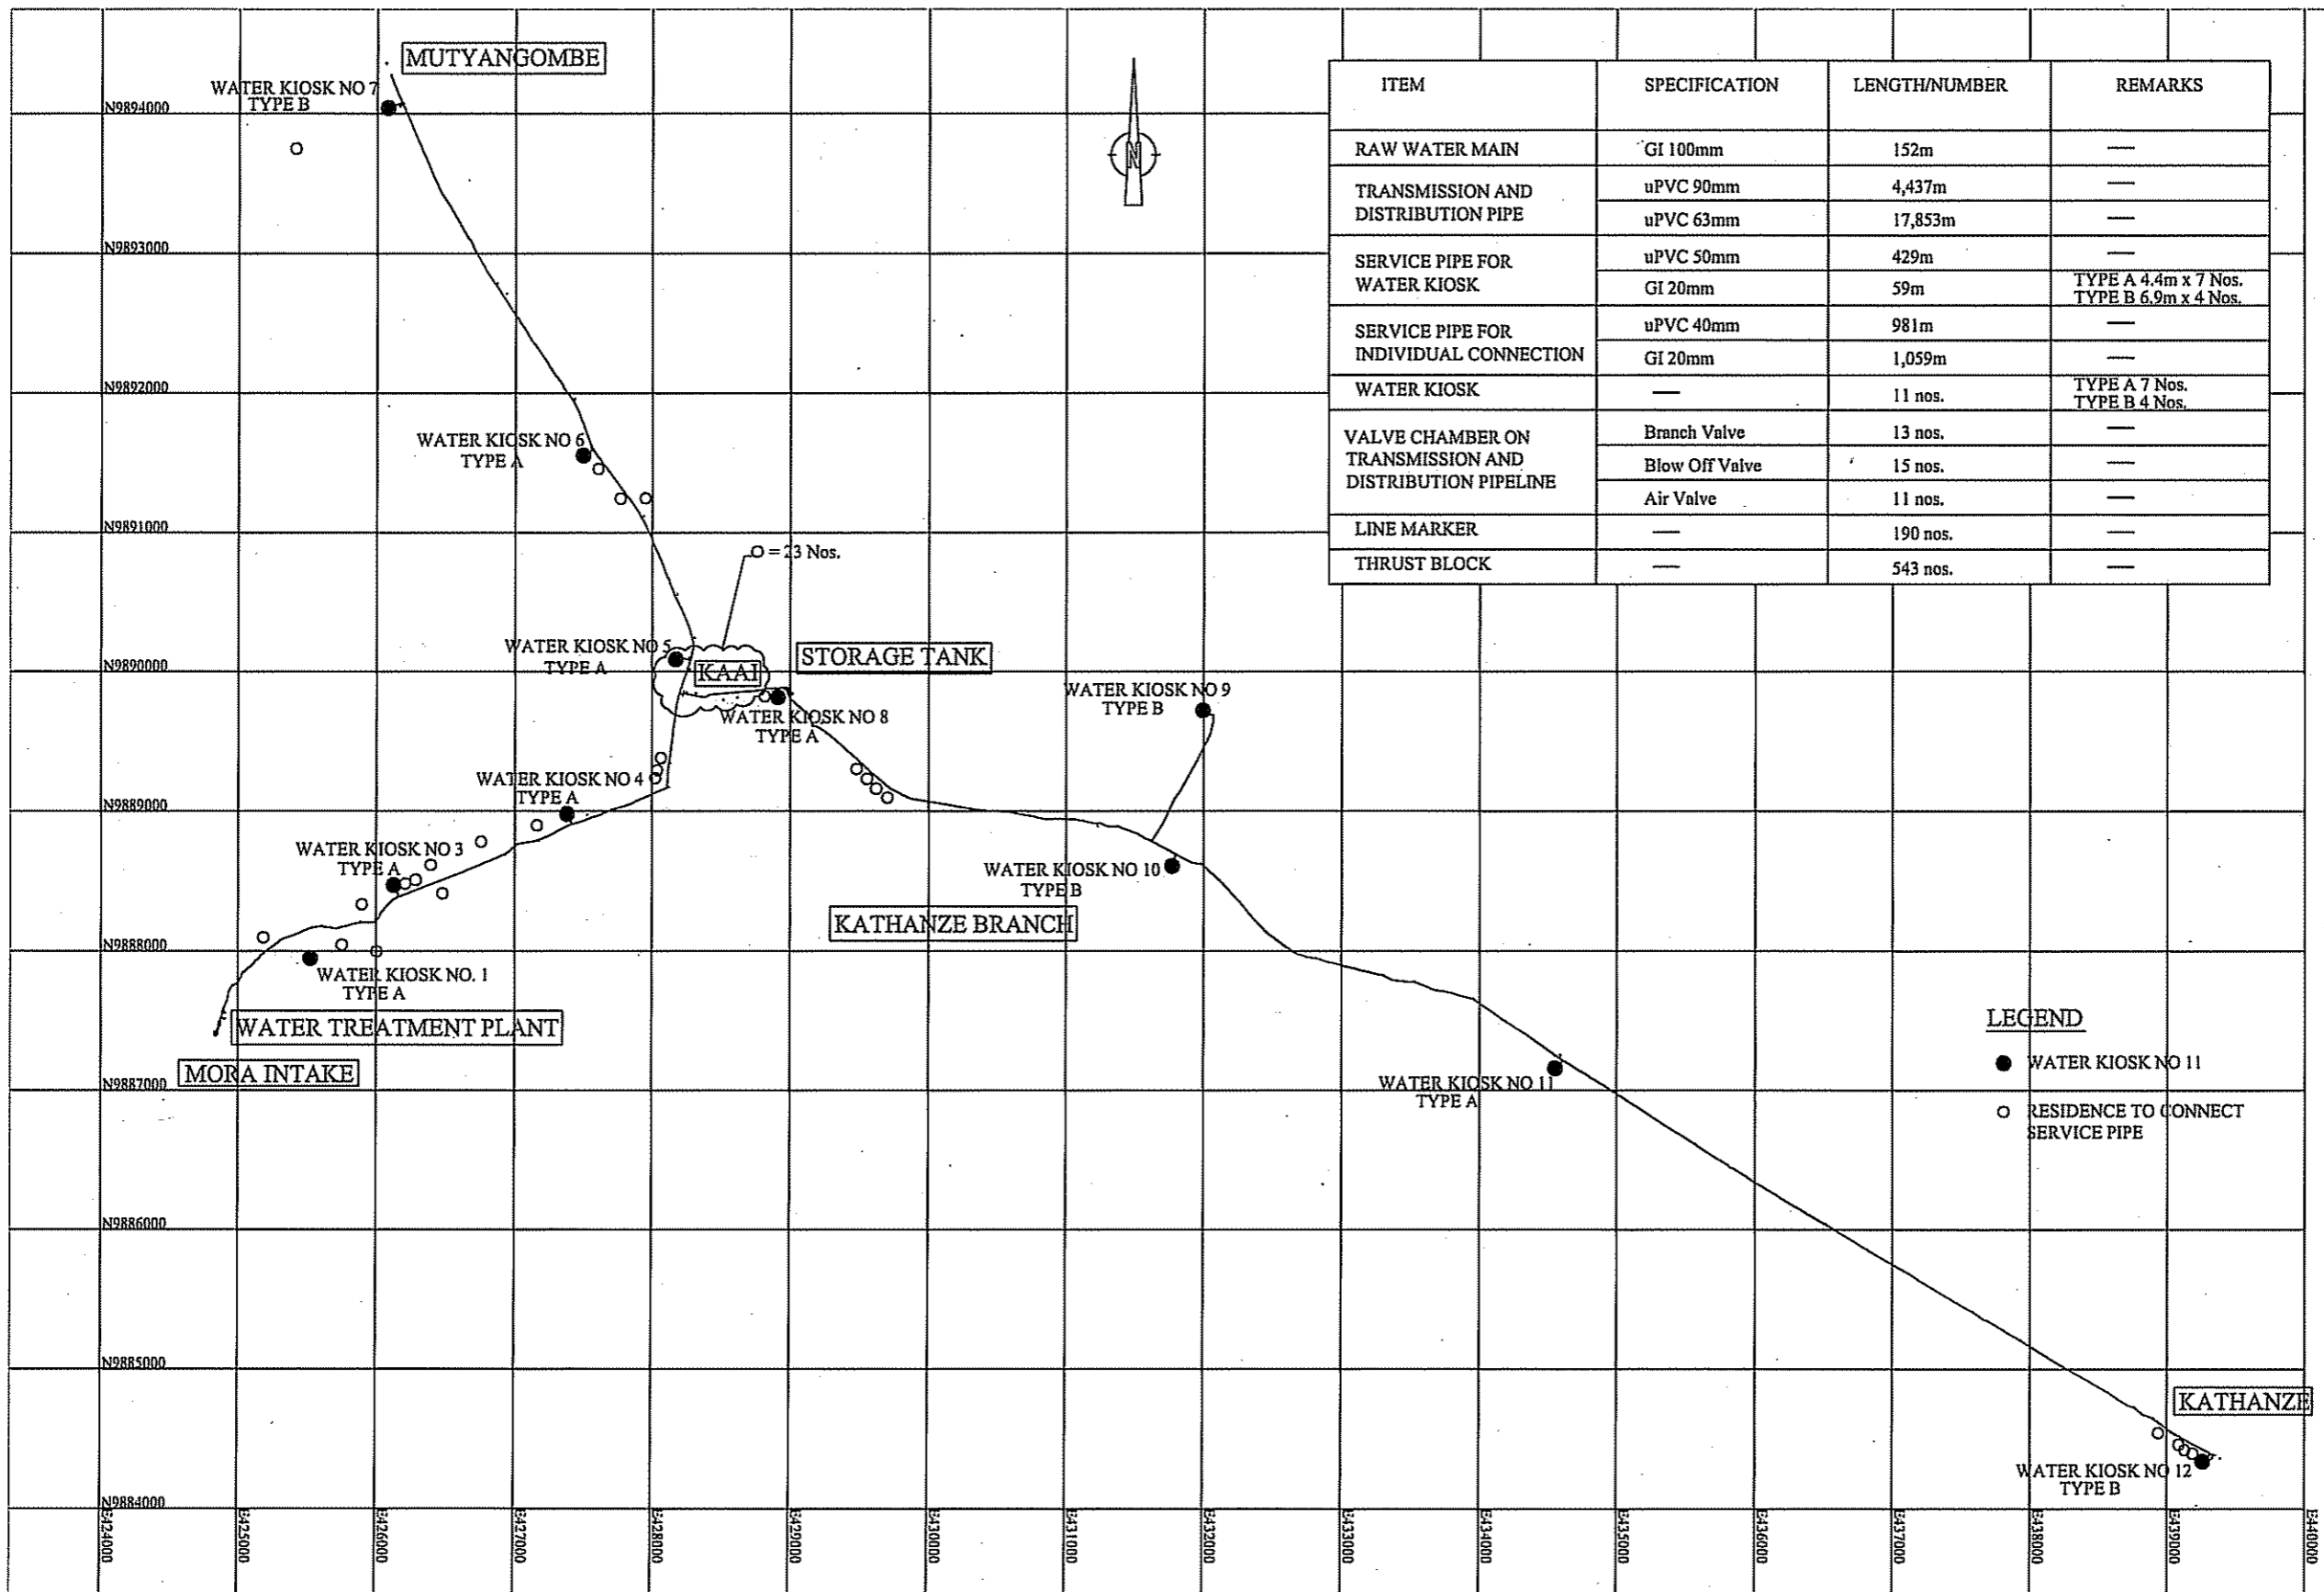 MUTYANGOMBE
WATER KIOSK NO 7
TYPE B
N9894000
N9893000
N9892000
WATER KIOSK NO 6
TYPE A
N9891000
O = 23 Nos.
WATER KIOSK NO 5
TYPE A
KAAI
STORAGE TANK
N9890000
WATER KIOSK NO 8
TYPE A
WATER KIOSK NO 9
TYPE B
WATER KIOSK NO 4
TYPE A
N9889000
WATER KIOSK NO 3
TYPE A
WATER KIOSK NO 10
TYPE B
KATHANZE BRANCH
N9888000
WATER KIOSK NO. 1
TYPE A
WATER TREATMENT PLANT
MORA INTAKE
N9887000
WATER KIOSK NO 11
TYPE A
N9886000
N9885000
KATHANZE
WATER KIOSK NO 12
TYPE B
N9884000
E424000
E425000
E426000
E427000
E428000
E429000
E430000
E431000
E432000
E433000
E434000
E435000
E436000
E437000
E438000
E439000
E440000
N
ITEM SPECIFICATION LENGTH/NUMBER REMARKS
RAW WATER MAIN GI 100mm 152m —
TRANSMISSION AND
DISTRIBUTION PIPE
uPVC 90mm 4,437m —
uPVC 63mm 17,853m —
SERVICE PIPE FOR
WATER KIOSK
uPVC 50mm 429m —
GI 20mm 59m TYPE A 4.4m x 7 Nos.
TYPE B 6.9m x 4 Nos.
SERVICE PIPE FOR
INDIVIDUAL CONNECTION
uPVC 40mm 981m —
GI 20mm 1,059m —
WATER KIOSK — 11 nos. TYPE A 7 Nos.
TYPE B 4 Nos.
VALVE CHAMBER ON
TRANSMISSION AND
DISTRIBUTION PIPELINE
Branch Valve 13 nos. —
Blow Off Valve 15 nos. —
Air Valve 11 nos. —
LINE MARKER — 190 nos. —
THRUST BLOCK — 543 nos. —
LEGEND
WATER KIOSK NO 11
RESIDENCE TO CONNECT
SERVICE PIPE